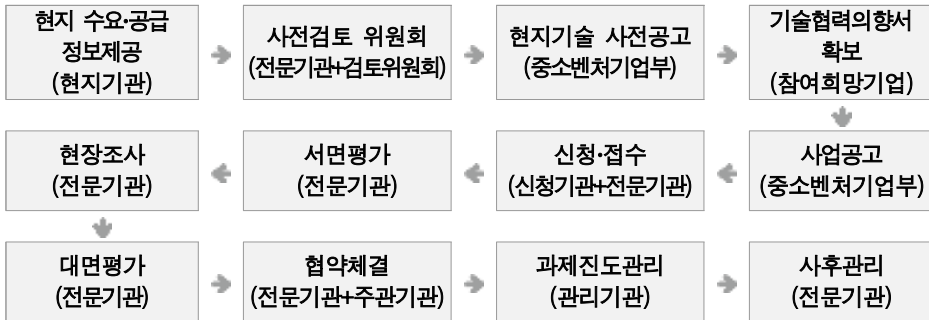 현지 수요·공급
정보제공
(현지기관)
사전검토 위원회
(전문기관+검토위원회)
현지기술 사전공고
(중소벤처기업부)
기술협력의향서
확보
(참여희망기업)
사업공고
(중소벤처기업부)
신청·접수
(신청기관+전문기관)
서면평가
(전문기관)
현장조사
(전문기관)
대면평가
(전문기관)
협약체결
(전문기관+주관기관)
과제진도관리
(관리기관)
사후관리
(전문기관)